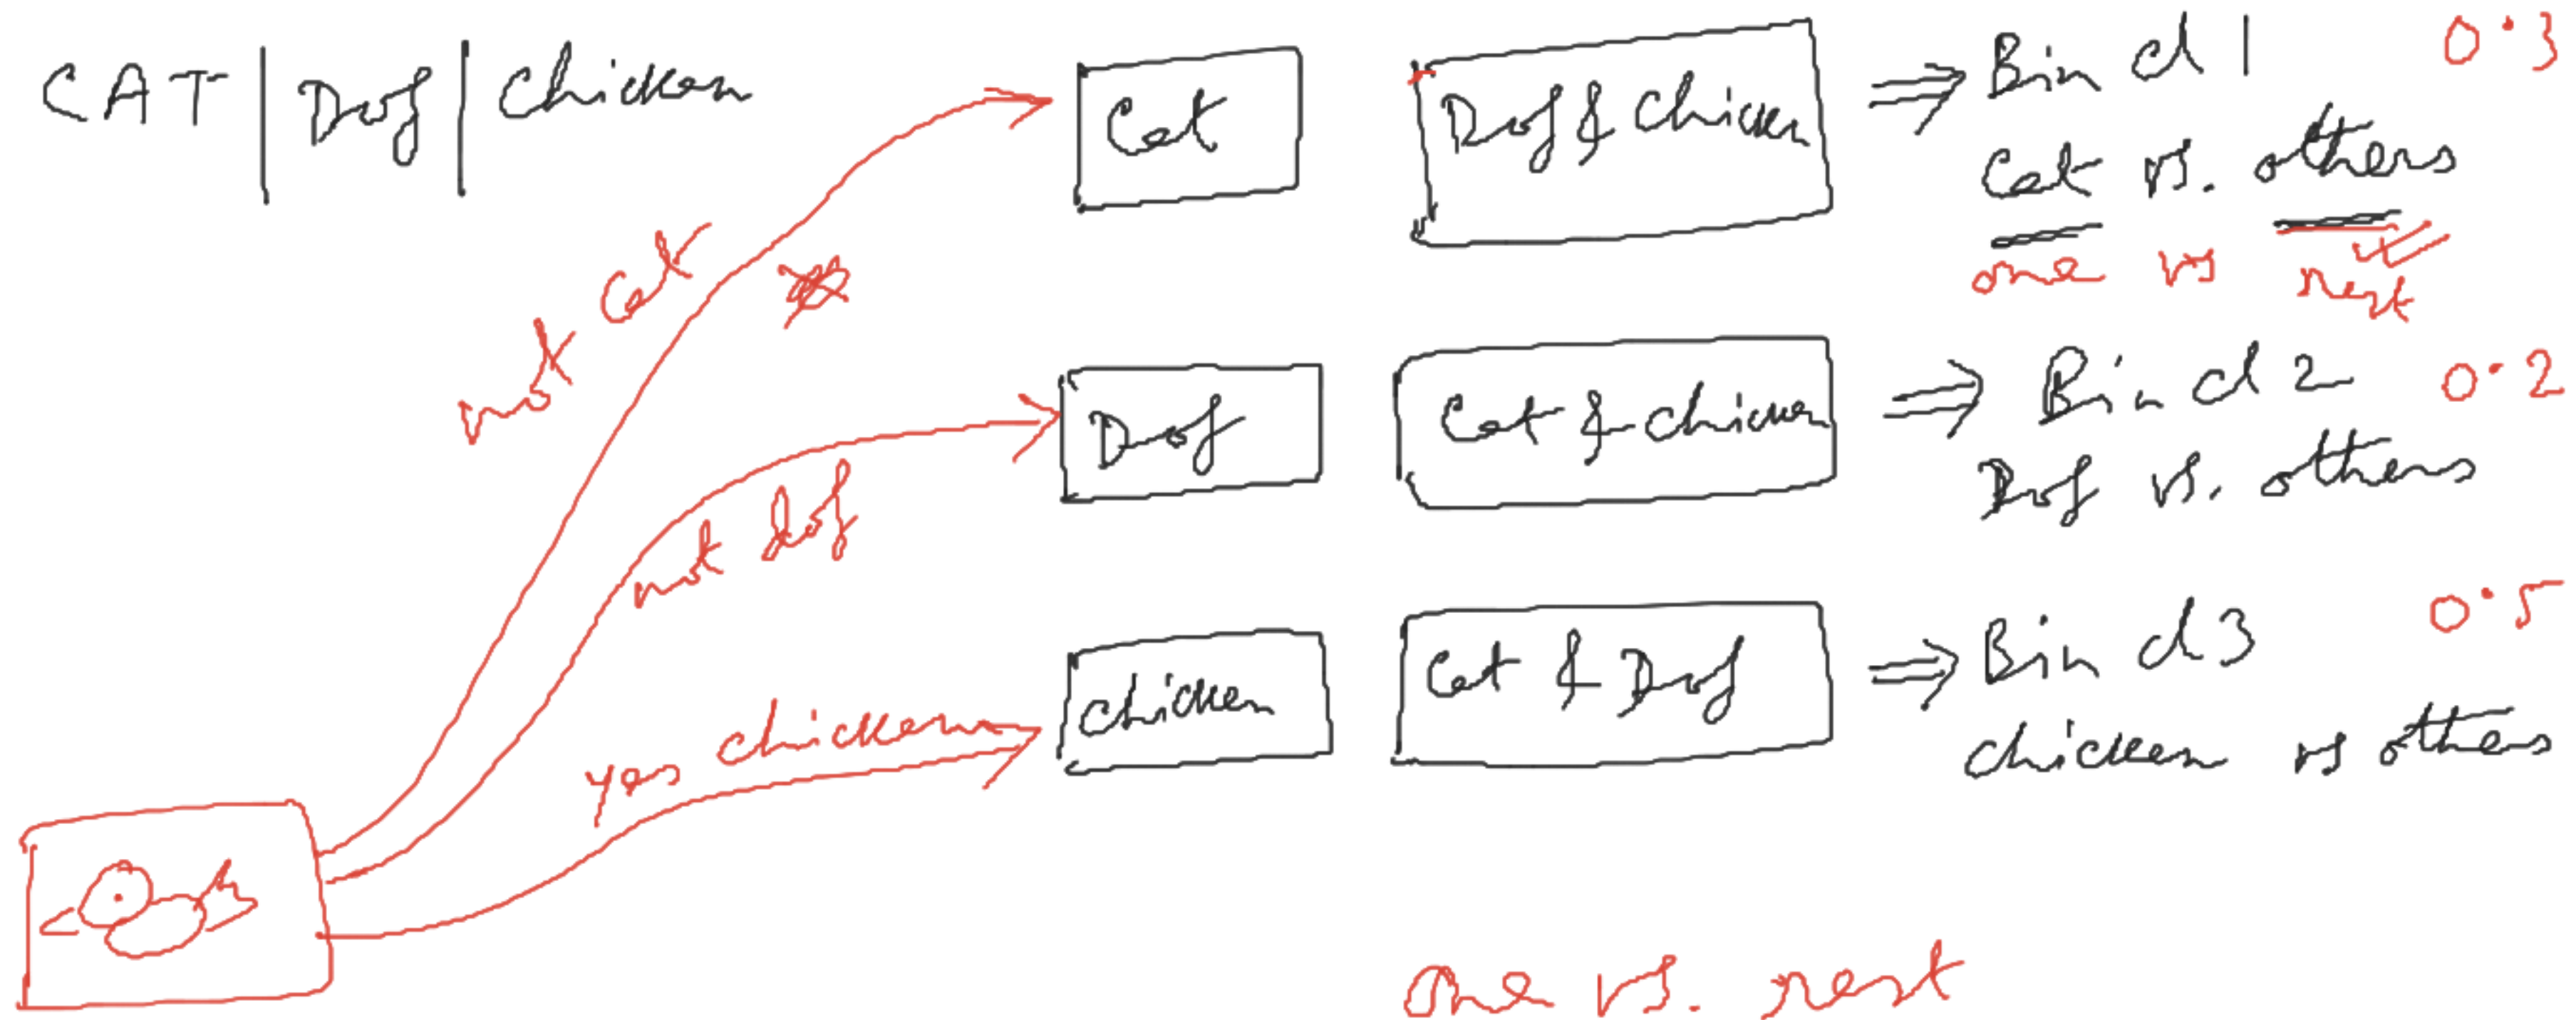 CAT | Dog | Chicken
Cat
Dog & Chicken
Bin cl 1
0.3
Cat vs. others
one vs rest
not Cat
Dog
Cat & chicken
Bin cl 2
0.2
Dog vs. others
not dog
chicken
Cat & Dog
Bin cl 3
0.5
chicken vs others
yes chicken
one vs. rest